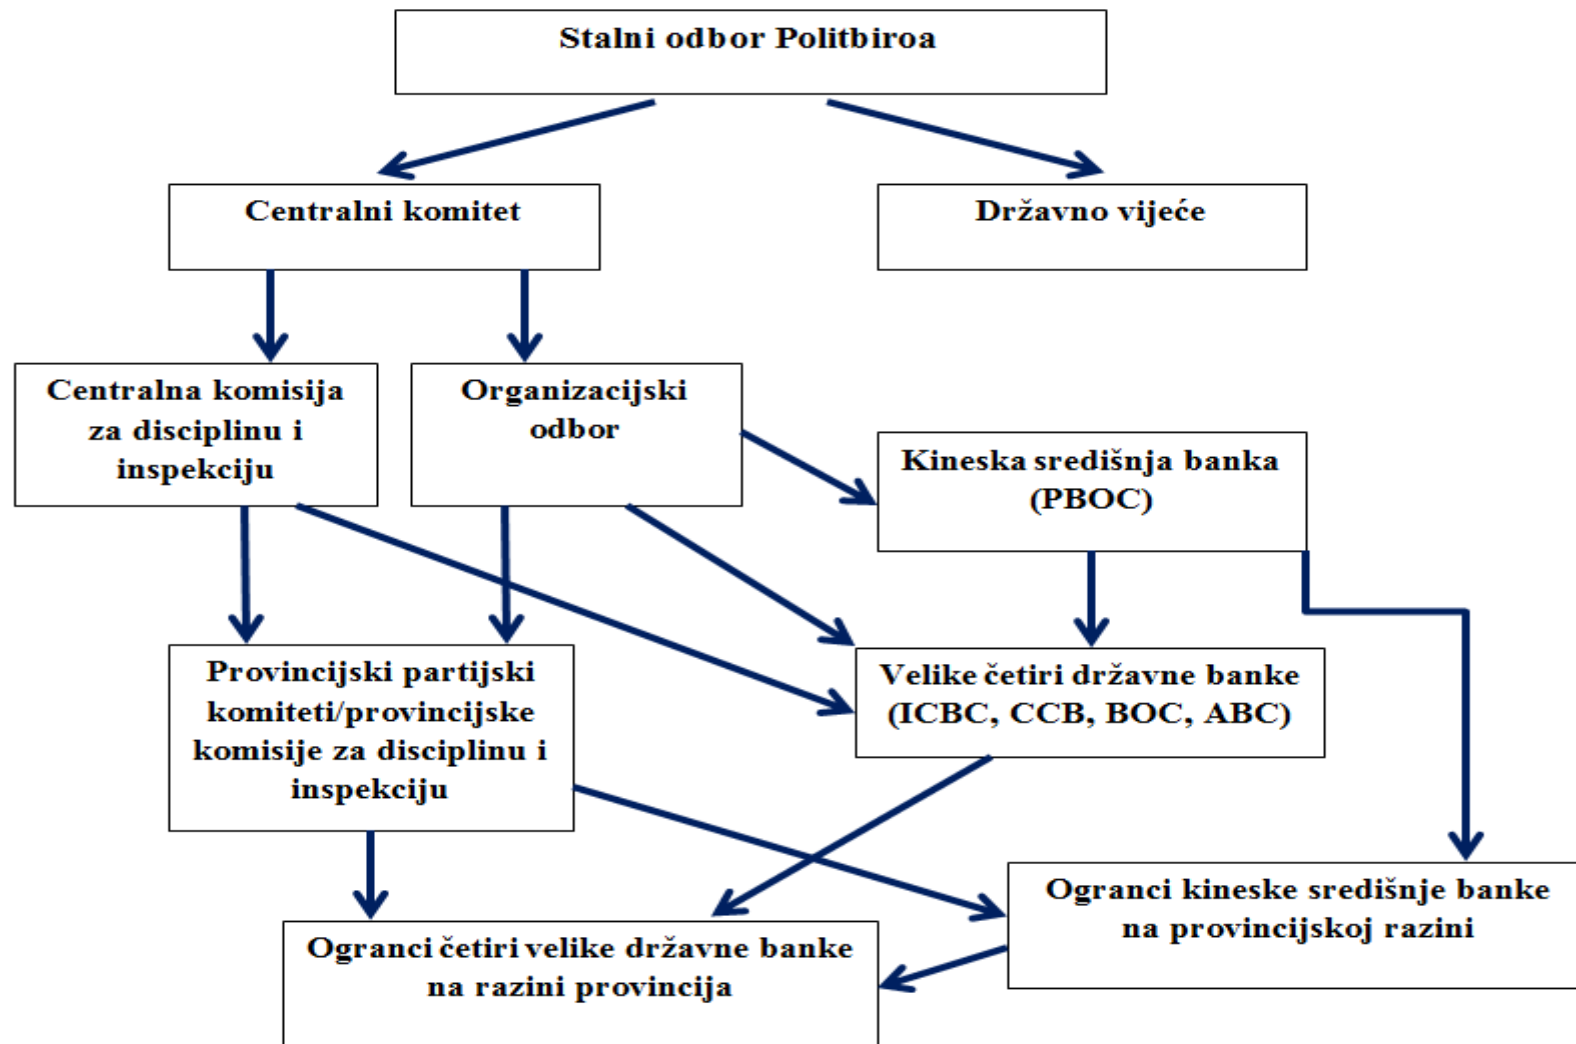 Stalni odbor Politbiroa
Centralni komitet
Državno vijeće
Centralna komisija
za disciplinu i
inspekciju
Organizacijski
odbor
Kineska središnja banka
(PBOC)
Provincijski partijski
komiteti/provincijske
komisije za disciplinu i
inspekciju
Velike četiri državne banke
(ICBC, CCB, BOC, ABC)
Ogranci kineske središnje banke
na provincijskoj razini
Ogranci četiri velike državne banke
na razini provincija